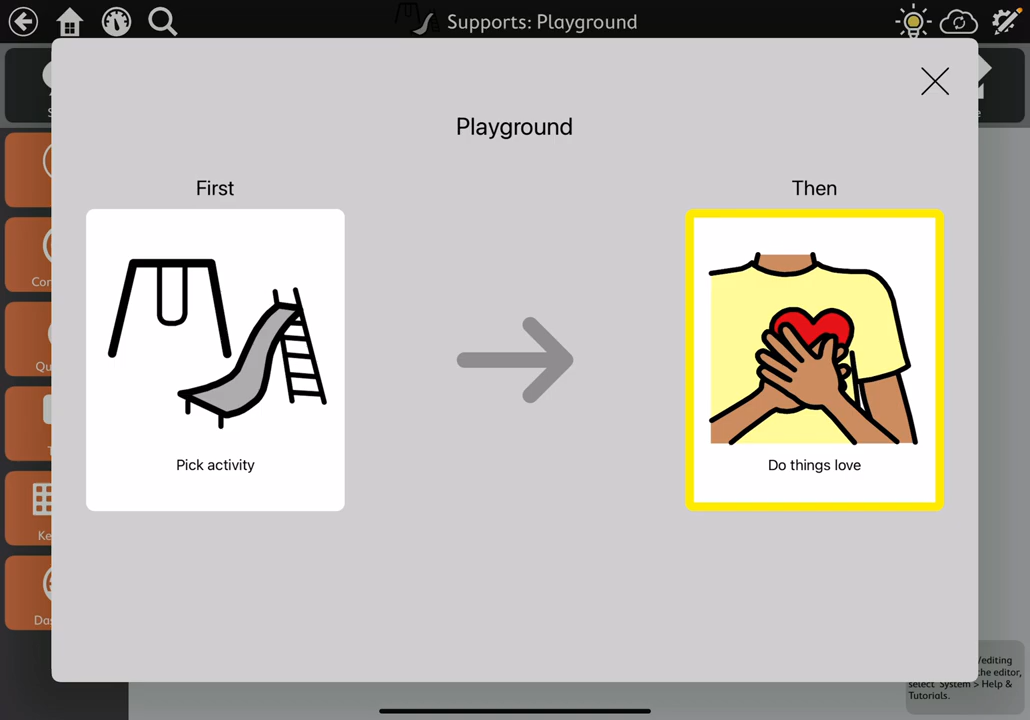 Supports: Playground
Playground
First
Then
Pick activity
Do things love
/editing
the editor,
select 'System > Help &
Tutorials.